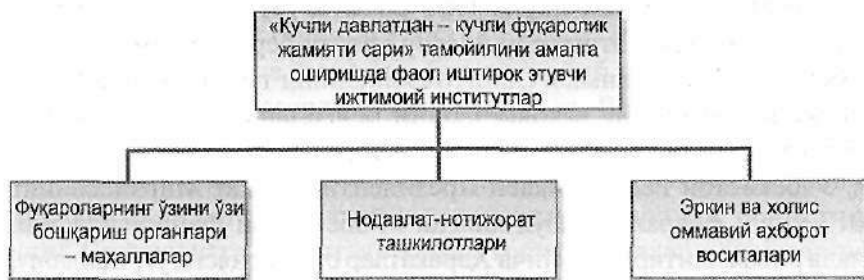 «Кучли давлатдан – кучли фуқаролик
жамияти сари» тамойилини амалга
оширишда фаол иштирок этувчи
ижтимоий институтлар
Фуқароларнинг ўзини ўзи
бошқариш органлари
– маҳаллалар
Нодавлат-нотижорат
ташкилотлари
Эркин ва холис
оммавий ахборот
воситалари